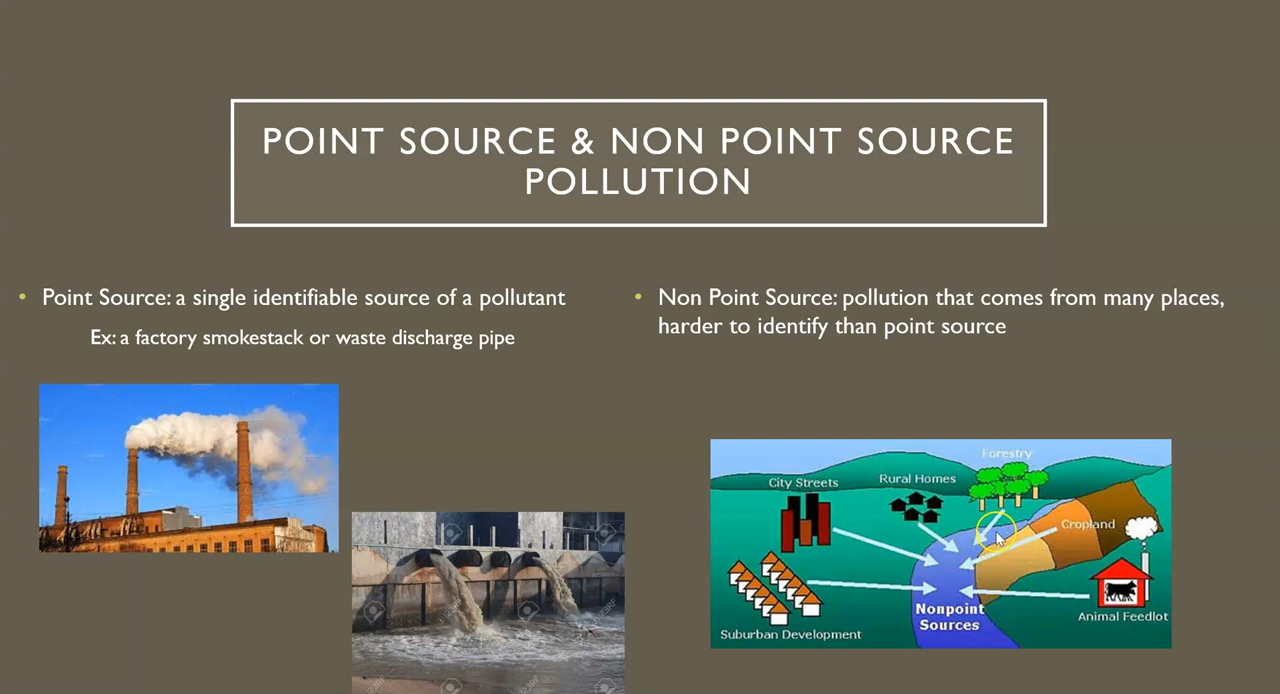 POINT SOURCE & NON POINT SOURCE
POLLUTION
• Point Source: a single identifiable source of a pollutant
Ex: a factory smokestack or waste discharge pipe
• Non Point Source: pollution that comes from many places,
harder to identify than point source
Forestry
City Streets
Rural Homes
Cropland
Nonpoint
Sources
Animal Feedlot
Suburban Development